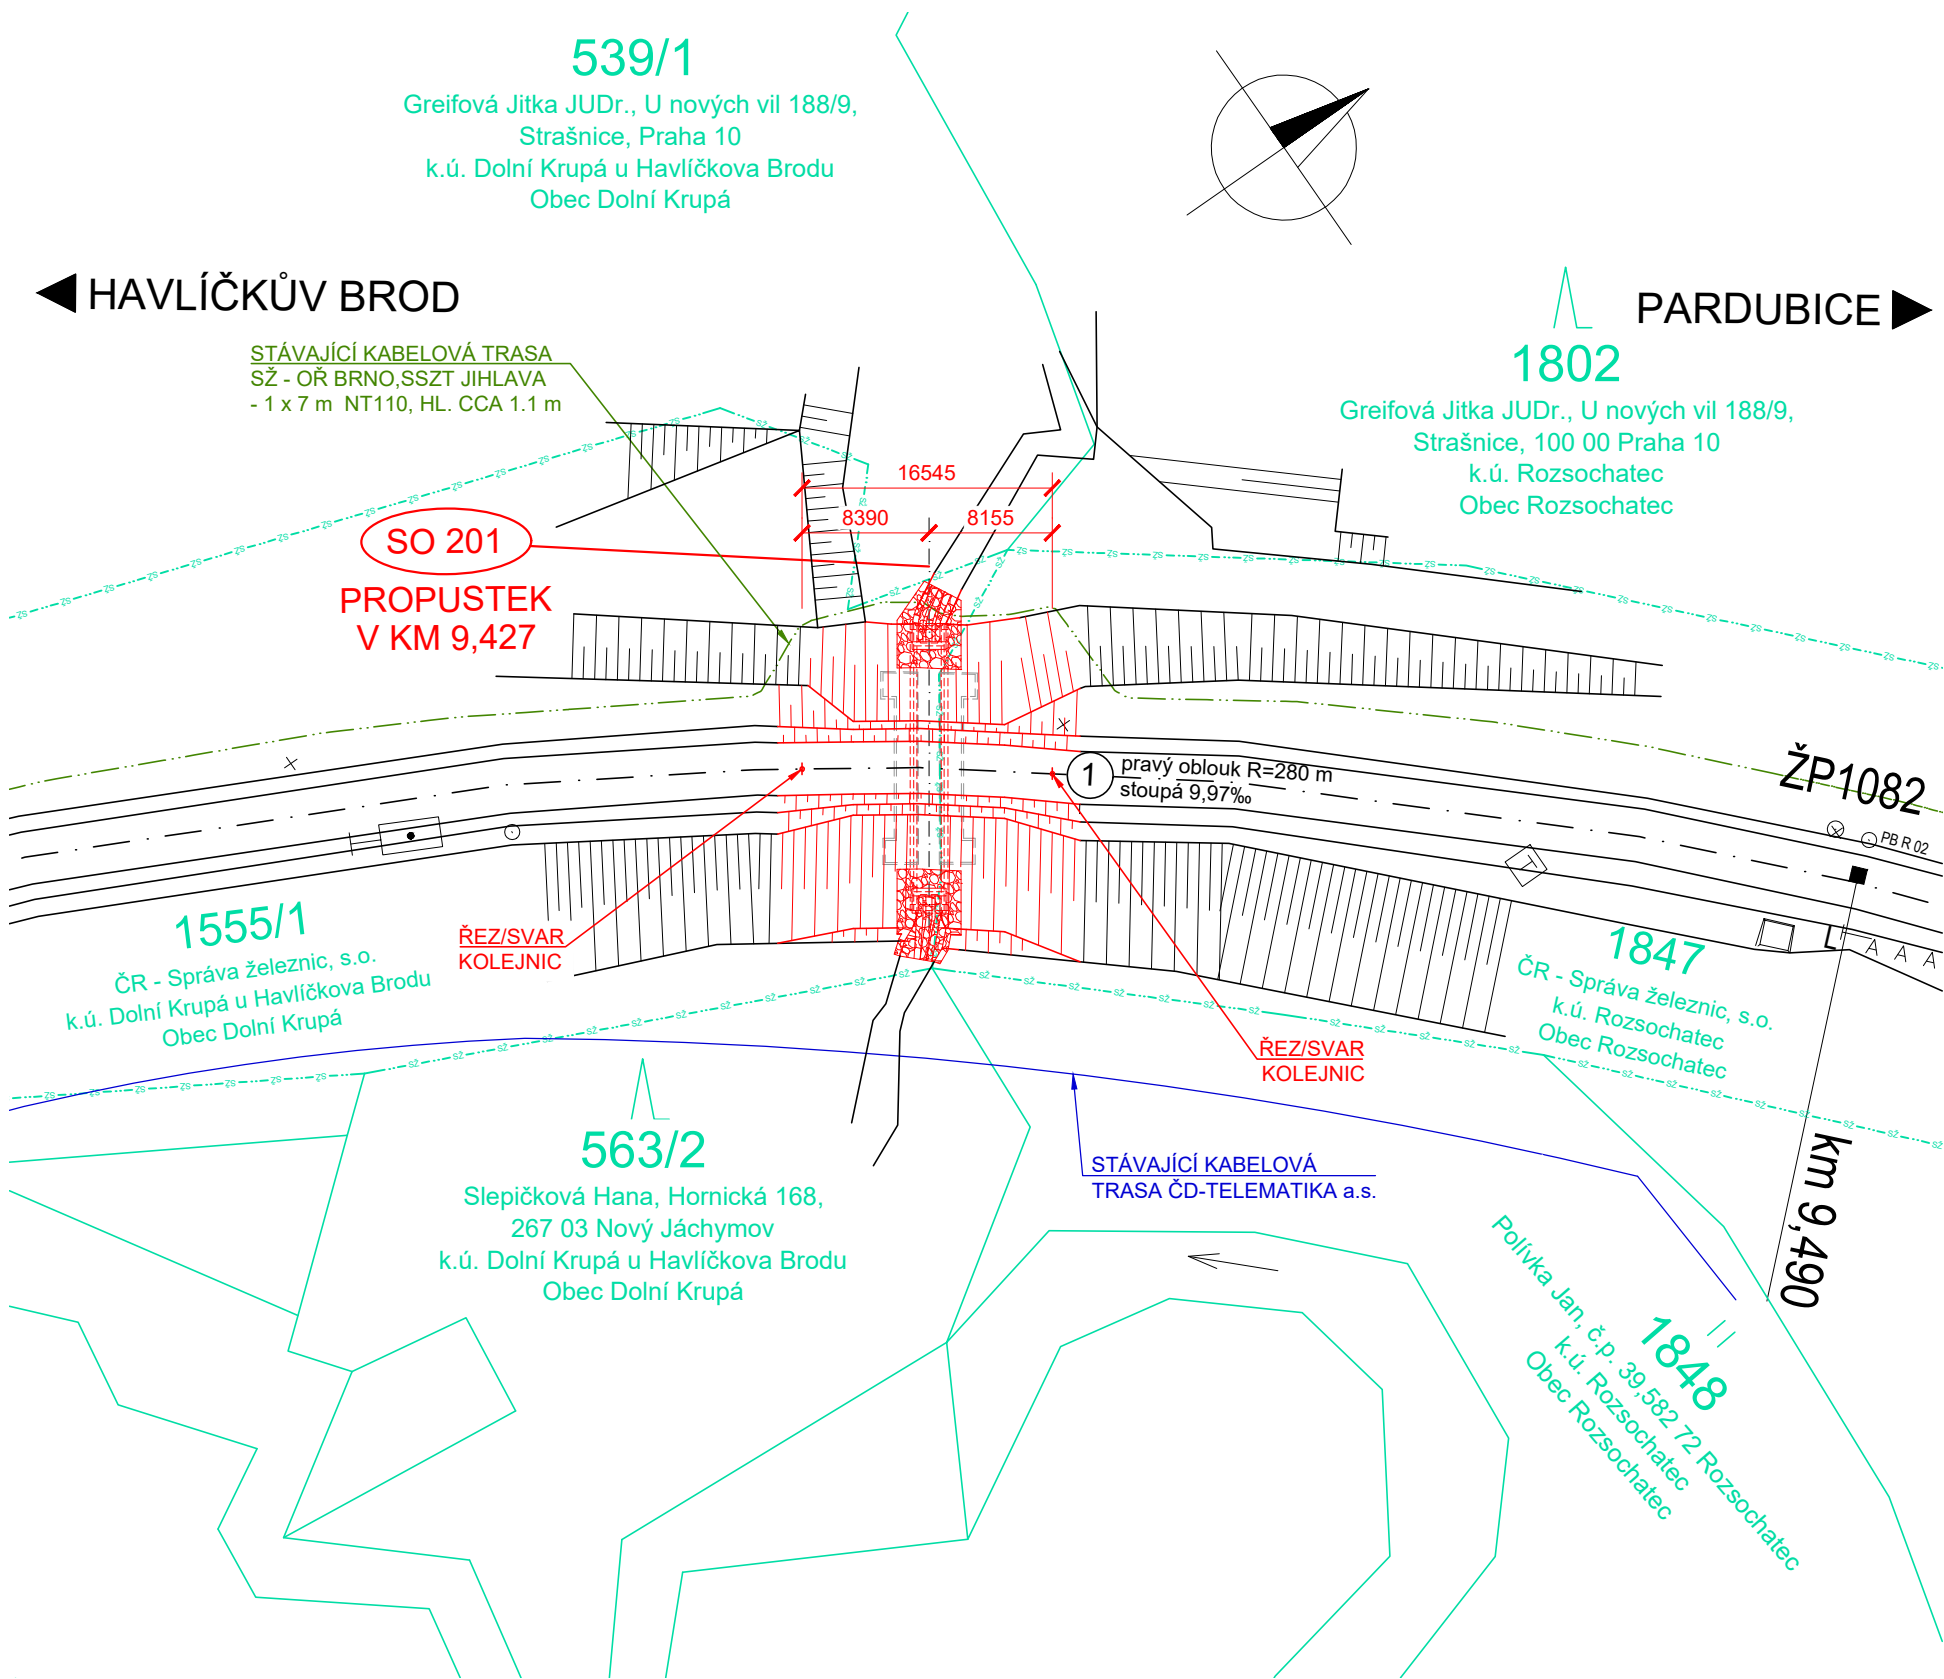 539/1
Greifová Jitka JUDr., U nových vil 188/9,
Strašnice, Praha 10
k.ú. Dolní Krupá u Havlíčkova Brodu
Obec Dolní Krupá
HAVLÍČKŮV BROD
PARDUBICE
STÁVAJÍCÍ KABELOVÁ TRASA
SŽ - OŘ BRNO,SSZT JIHLAVA
- 1 x 7 m NT110, HL. CCA 1.1 m
1802
Greifová Jitka JUDr., U nových vil 188/9,
Strašnice, 100 00 Praha 10
k.ú. Rozsochatec
Obec Rozsochatec
16545
8390
8155
SO 201
PROPUSTEK
V KM 9,427
1
pravý oblouk R=280 m
stoupá 9,97‰
ŽP1082
PB R 02
1555/1
ČR - Správa železnic, s.o.
k.ú. Dolní Krupá u Havlíčkova Brodu
Obec Dolní Krupá
ŘEZ/SVAR
KOLEJNIC
1847
ČR - Správa železnic, s.o.
k.ú. Rozsochatec
Obec Rozsochatec
ŘEZ/SVAR
KOLEJNIC
563/2
Slepičková Hana, Hornická 168,
267 03 Nový Jáchymov
k.ú. Dolní Krupá u Havlíčkova Brodu
Obec Dolní Krupá
STÁVAJÍCÍ KABELOVÁ
TRASA ČD-TELEMATIKA a.s.
km 9,490
1848
Polívka Jan, č.p. 39,582 72 Rozsochatec
k.ú. Rozsochatec
Obec Rozsochatec